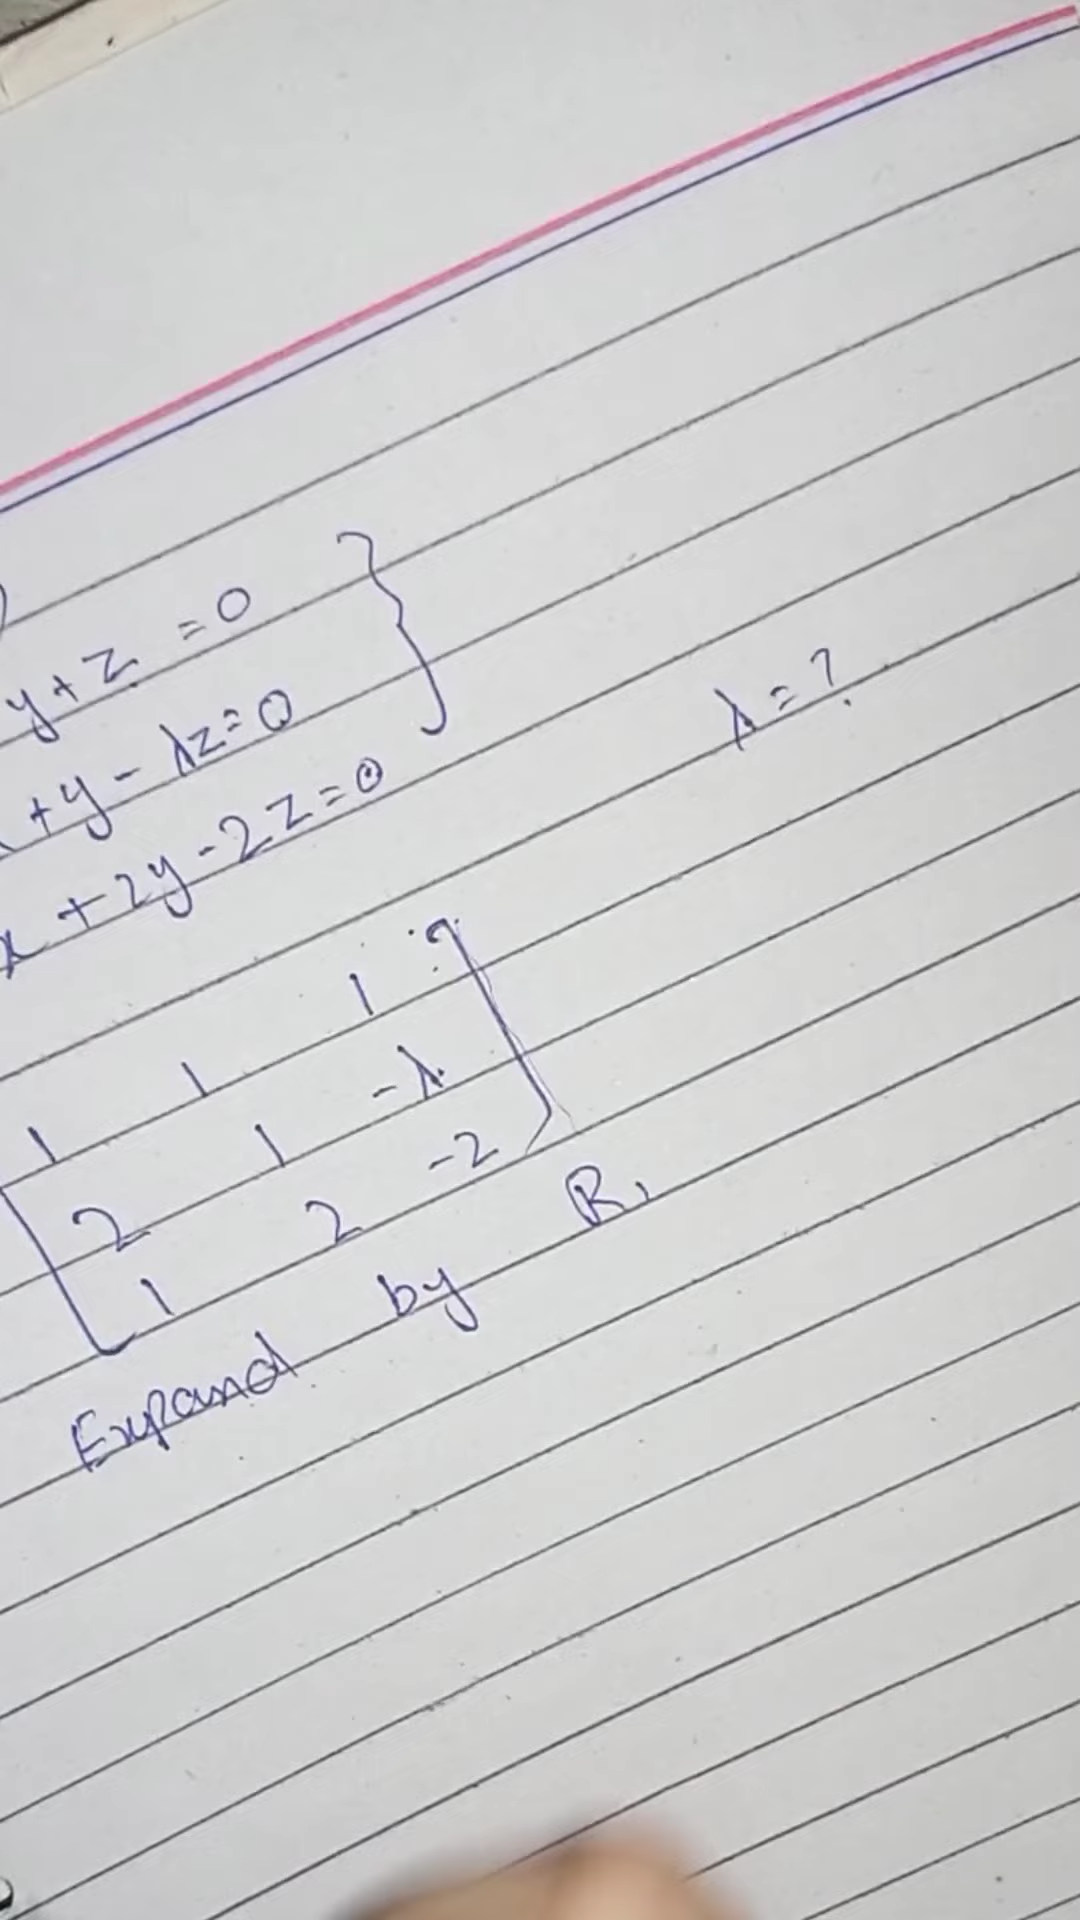 y + z = 0
+ y - λz = 0
x + 2y - 2z = 0
λ = ?
1 1 1
2 1 -λ
1 2 -2
Expand by R₁